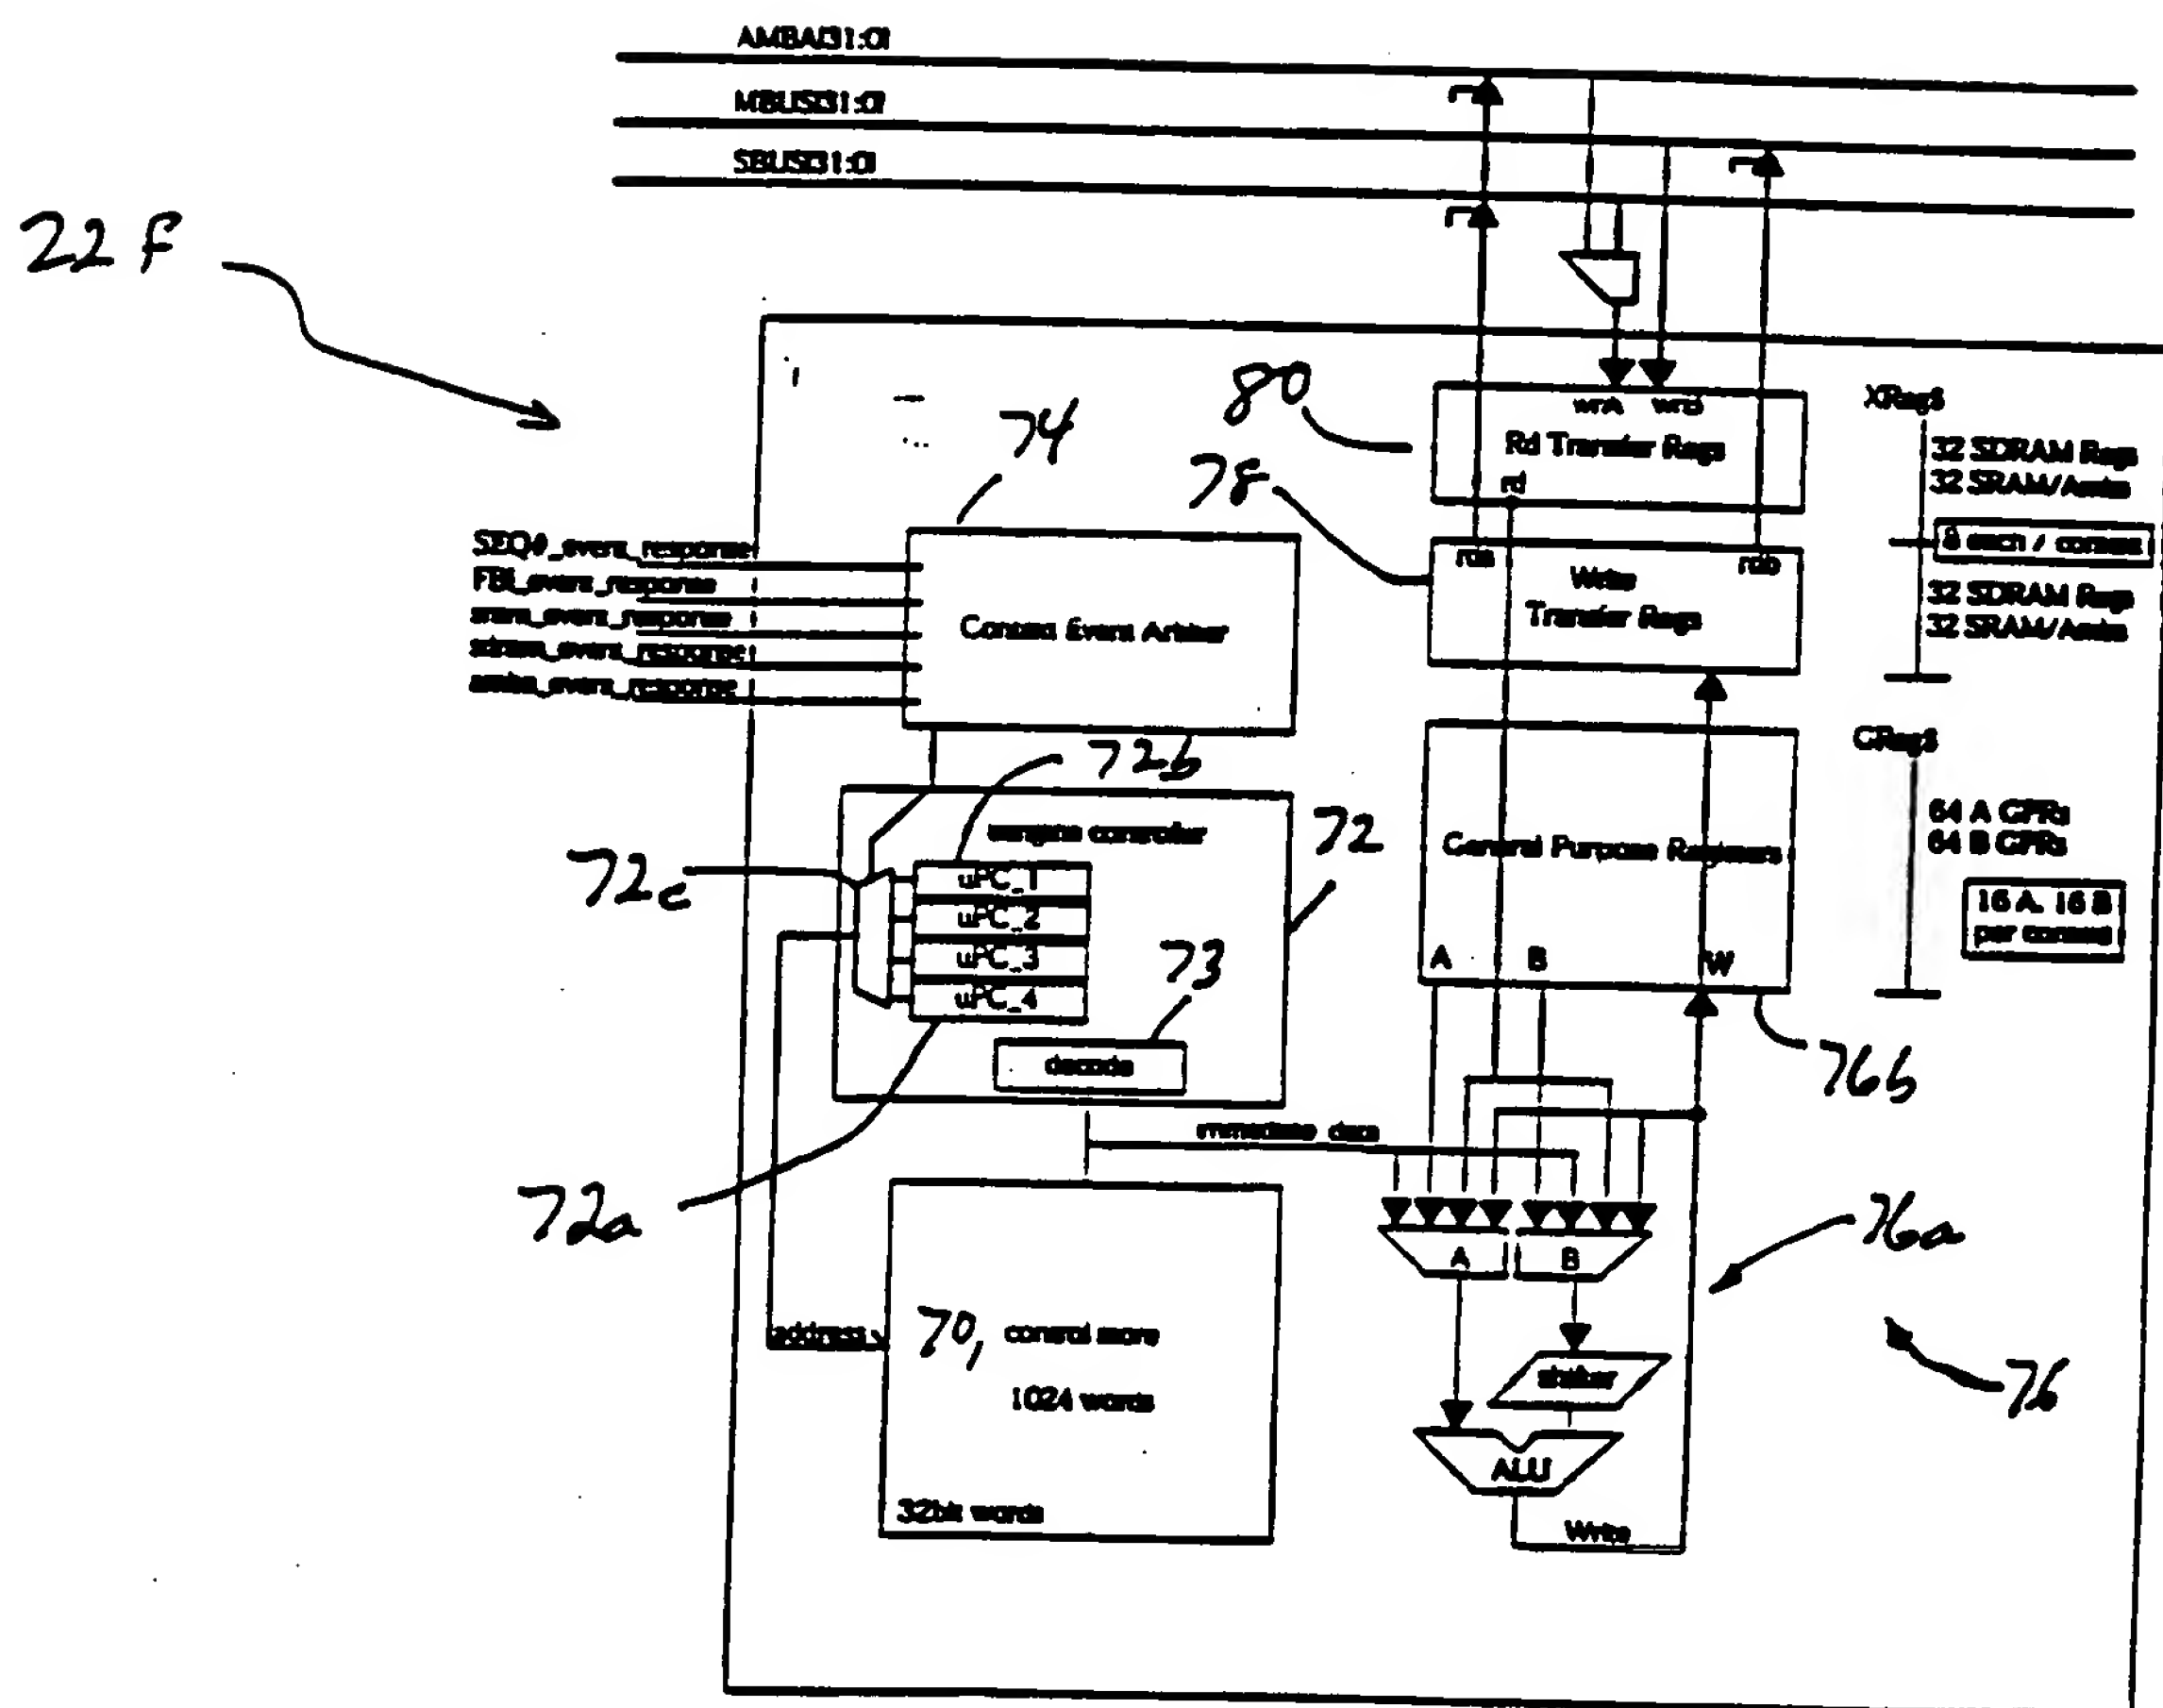 AMBA[31:0]
MBUS[31:0]
SBUS[31:0]
22f
80
wrA wrB
Rd Transfer Regs
rd
XRegs
32 SDRAM Regs
32 SRAM/Amba
8 each / context
32 SDRAM Regs
32 SRAM/Amba
78
rda
rdb
Write
Transfer Regs
74
SEQ#_event_response
FBI_event_response
sram_event_response
sdram_event_response
amba_event_response
Context Event Arbiter
72b
72
controller
72c
uPC_1
uPC_2
uPC_3
uPC_4
73
decode
72a
GRegs
64 A GPRs
64 B GPRs
16 A, 16 B
per context
General Purpose Registers
A B W
76b
immediate data
A B
76a
76
shifter
ALU
Write
address
70, control store
1024 words
32bit words